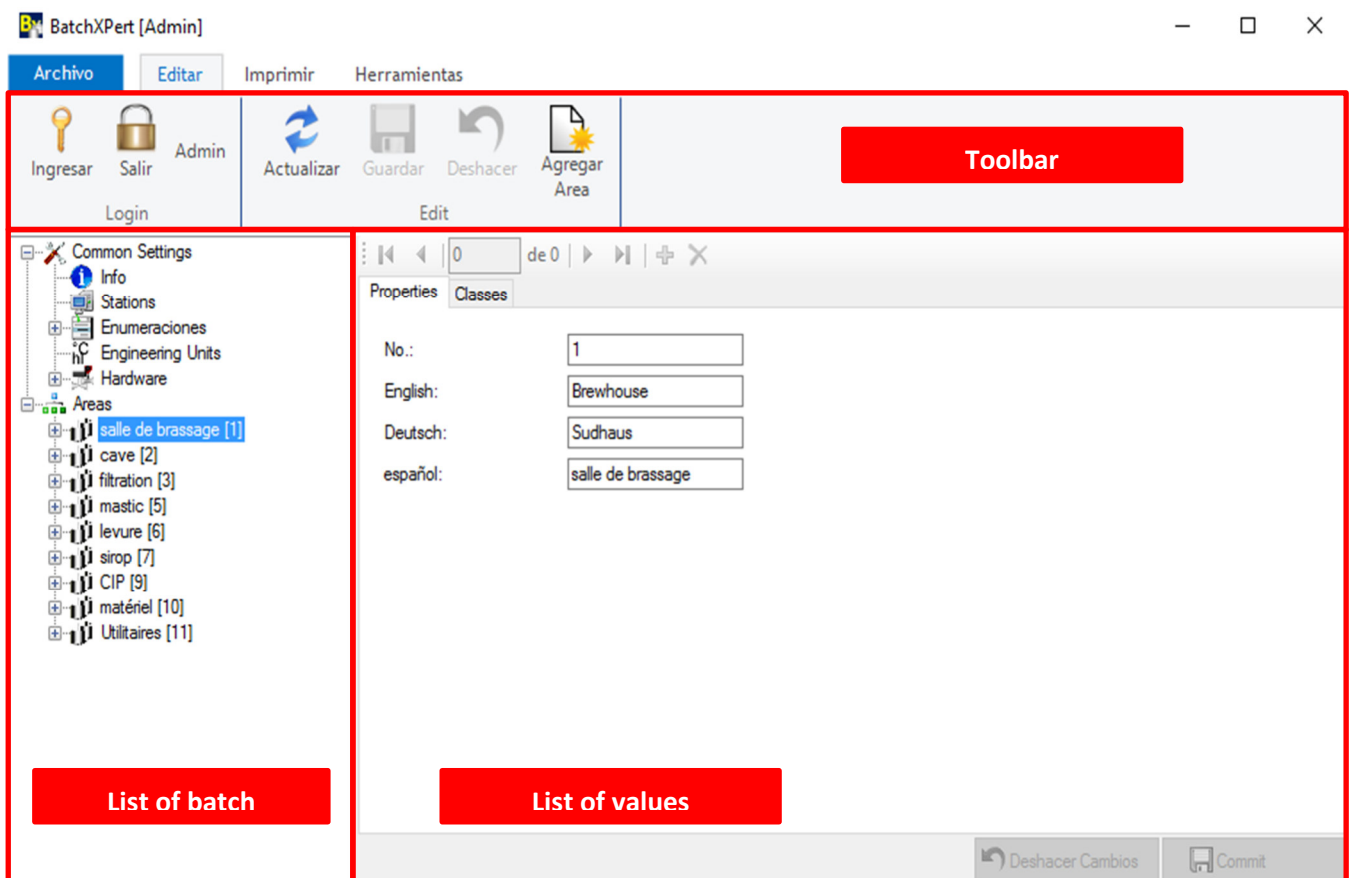 BatchXPert [Admin]
Archivo Editar Imprimir Herramientas
Ingresar Salir Admin
Login
Actualizar Guardar Deshacer Agregar Area
Edit
Toolbar
Common Settings
Info
Stations
Enumeraciones
Engineering Units
Hardware
Areas
salle de brassage [1]
cave [2]
filtration [3]
mastic [5]
levure [6]
sirop [7]
CIP [9]
matériel [10]
Utilitaires [11]
List of batch
0 de 0
Properties Classes
No.: 1
English: Brewhouse
Deutsch: Sudhaus
español: salle de brassage
List of values
Deshacer Cambios Commit